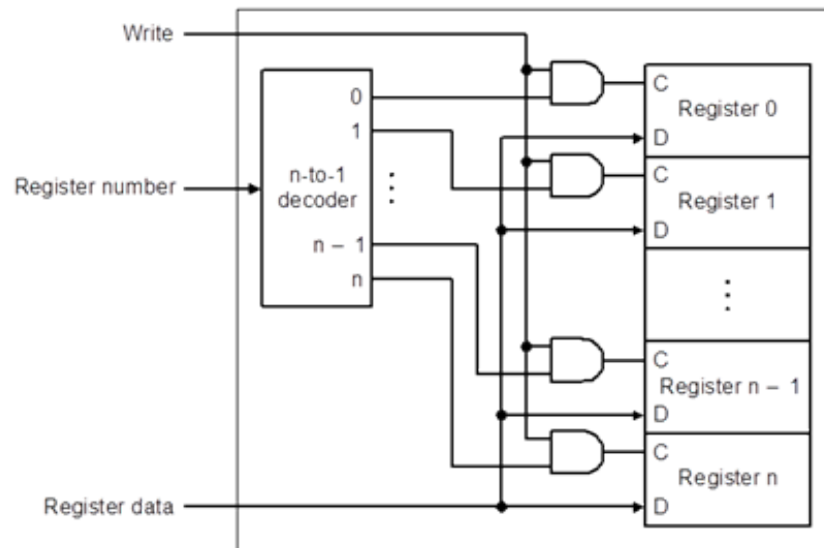 Write
0
1
n-to-1
decoder
⋮
n – 1
n
Register number
Register data
C
Register 0
D
C
Register 1
D
⋮
C
Register n – 1
D
C
Register n
D